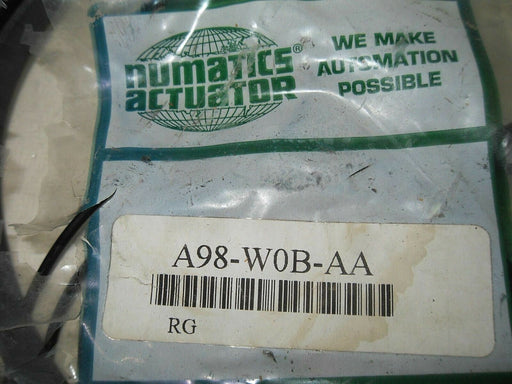 numatics®
actuator
WE MAKE
AUTOMATION
POSSIBLE
A98-W0B-AA
RG